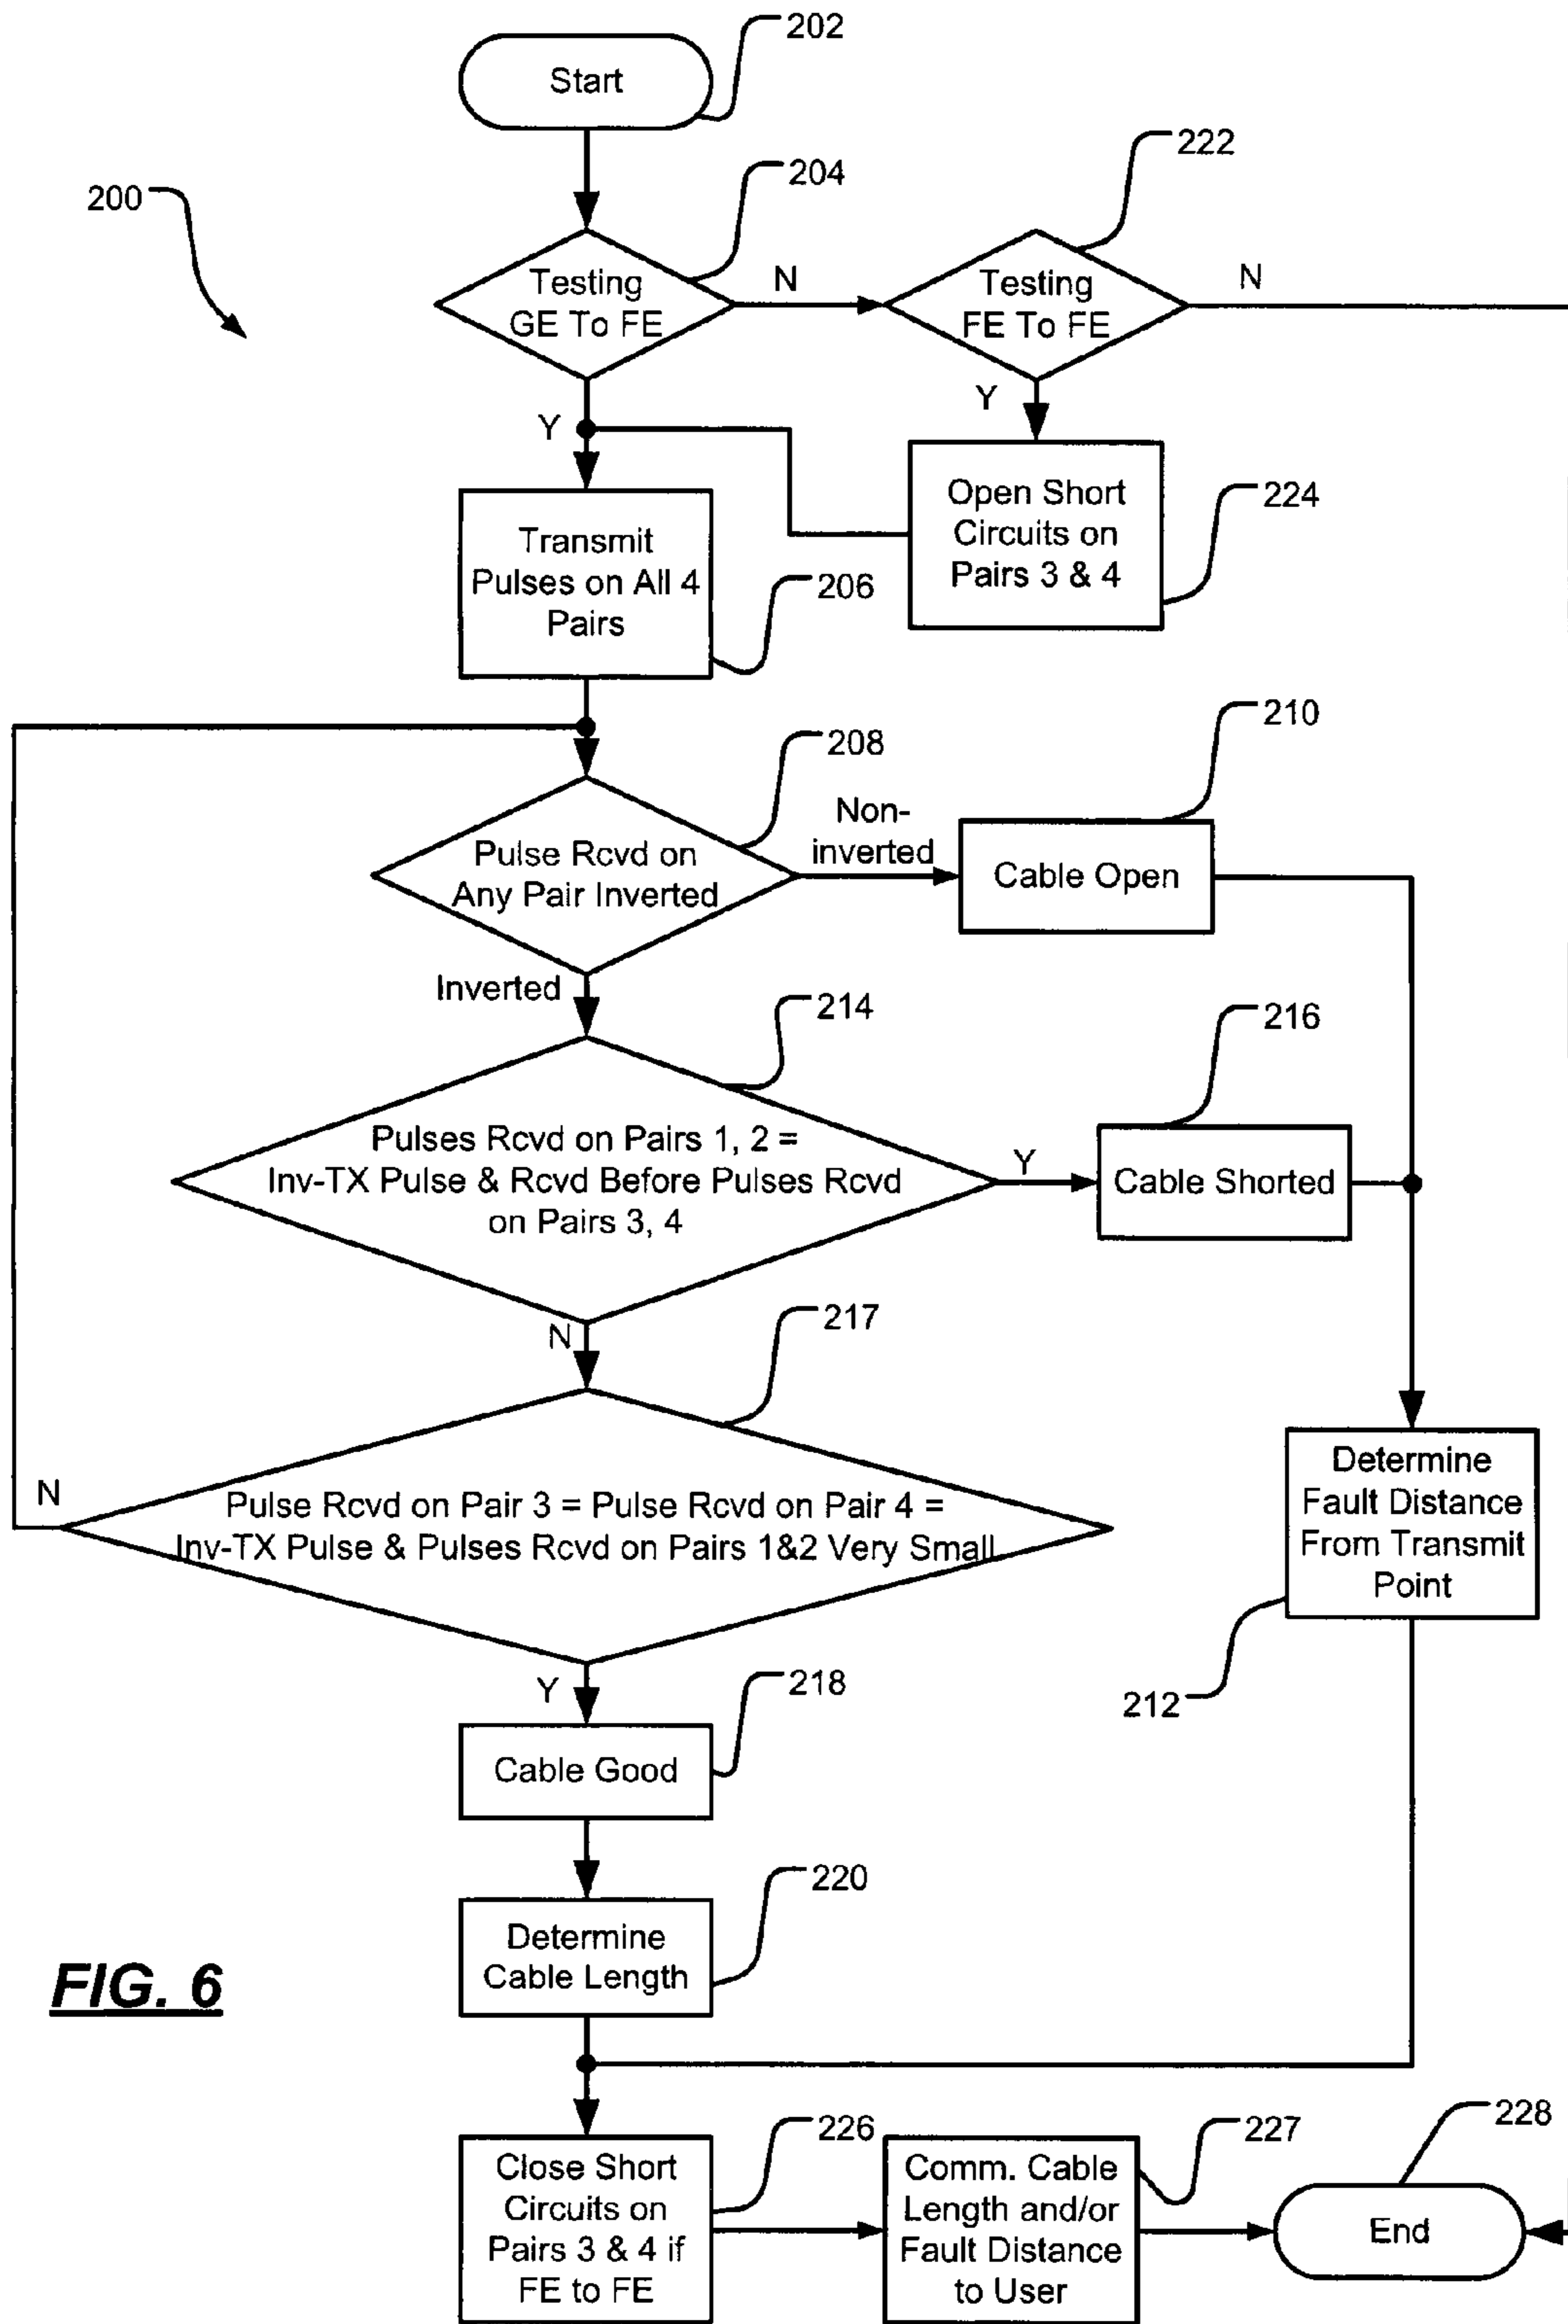 Start
202
200
204
222
Testing
GE To FE
N
Testing
FE To FE
N
Y
Y
Transmit
Pulses on All 4
Pairs
206
Open Short
Circuits on
Pairs 3 & 4
224
208
210
Pulse Rcvd on
Any Pair Inverted
Non-
inverted
Cable Open
Inverted
214
216
Pulses Rcvd on Pairs 1, 2 =
Inv-TX Pulse & Rcvd Before Pulses Rcvd
on Pairs 3, 4
Y
Cable Shorted
N
217
N
Pulse Rcvd on Pair 3 = Pulse Rcvd on Pair 4 =
Inv-TX Pulse & Pulses Rcvd on Pairs 1&2 Very Small
Determine
Fault Distance
From Transmit
Point
212
Y
218
Cable Good
220
Determine
Cable Length
FIG. 6
226
Close Short
Circuits on
Pairs 3 & 4 if
FE to FE
227
Comm. Cable
Length and/or
Fault Distance
to User
228
End